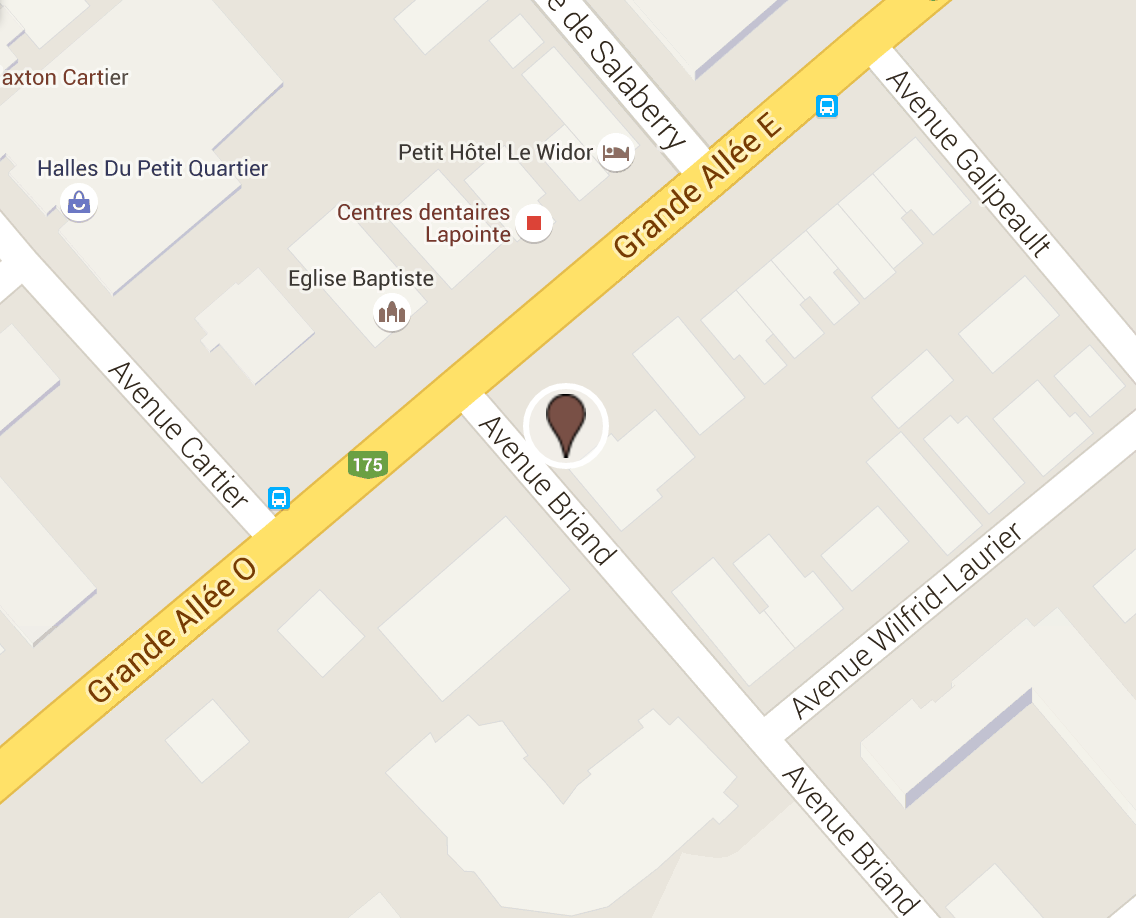 e de Salaberry
axton Cartier
Avenue Galipeault
Grande Allée E
Petit Hôtel Le Widor
Halles Du Petit Quartier
Centres dentaires
Lapointe
Eglise Baptiste
Avenue Cartier
175
Avenue Briand
Grande Allée O
Avenue Wilfrid-Laurier
Avenue Briand